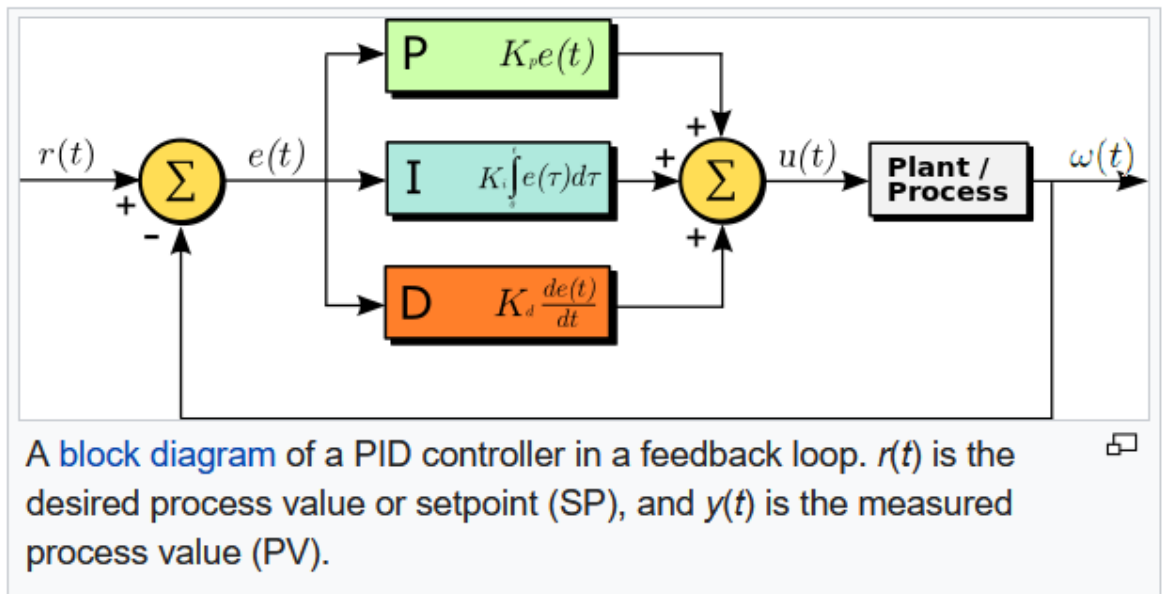 P K_p e(t)
r(t) e(t) + + u(t) ω(t)
Σ I K_i ∫ e(τ)dτ Σ Plant /
Process
+ - +
D K_d de(t)/dt
A block diagram of a PID controller in a feedback loop. r(t) is the
desired process value or setpoint (SP), and y(t) is the measured
process value (PV).